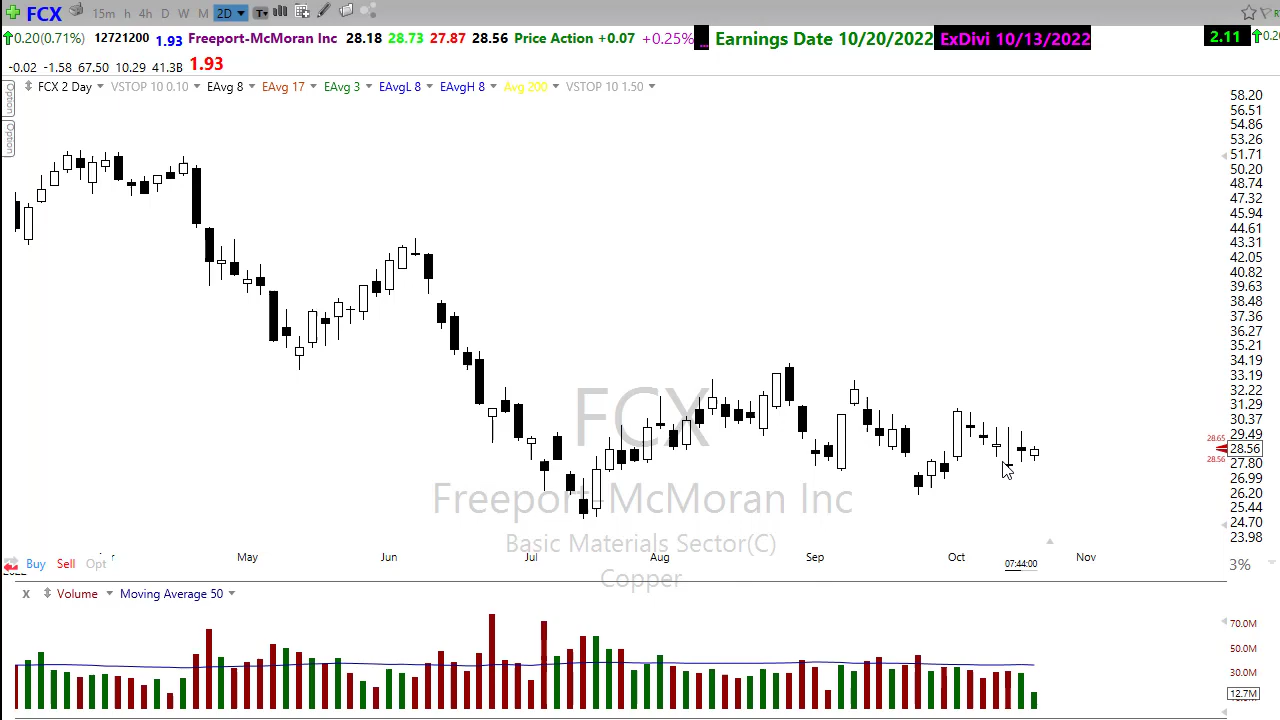 FCX 15m h 4h D W M 2D T
0.20(0.71%) 12721200 1.93 Freeport-McMoran Inc 28.18 28.73 27.87 28.56 Price Action +0.07 +0.25% ... Earnings Date 10/20/2022 ExDivi 10/13/2022 2.11
-0.02 -1.58 67.50 10.29 41.3B 1.93
FCX 2 Day VSTOP 10 0.10 EAvg 8 EAvg 17 EAvg 3 EAvgL 8 EAvgH 8 Avg 200 VSTOP 10 1.50
Option
Option
58.20
56.51
54.86
53.26
51.71
50.20
48.74
47.32
45.94
44.61
43.31
42.05
40.82
39.63
38.48
37.36
36.27
35.21
34.19
33.19
32.22
31.29
30.37
29.49
28.65
28.56
28.56
27.80
26.99
26.20
25.44
24.70
23.98
FCX
Freeport-McMoran Inc
Basic Materials Sector(C)
Copper
May Jun Jul Aug Sep Oct Nov
Buy Sell Opt 07:44:00 3%
X Volume Moving Average 50
70.0M
50.0M
30.0M
12.7M